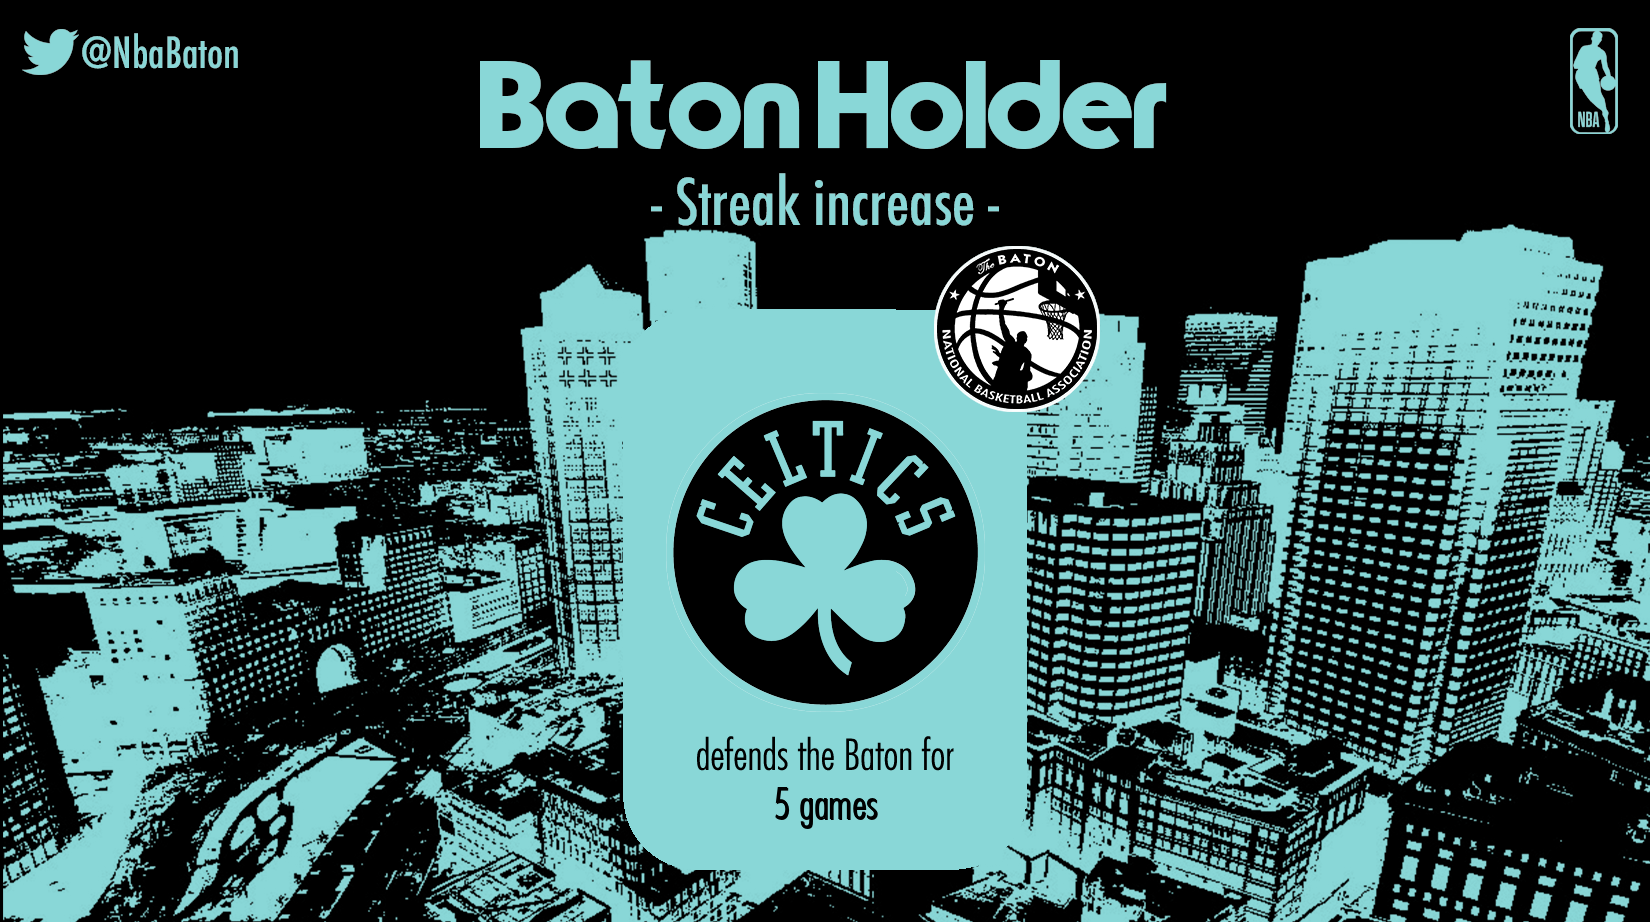 @NbaBaton
NBA
Baton Holder
- Streak increase -
The BATON
NATIONAL BASKETBALL ASSOCIATION
CELTICS
defends the Baton for
5 games